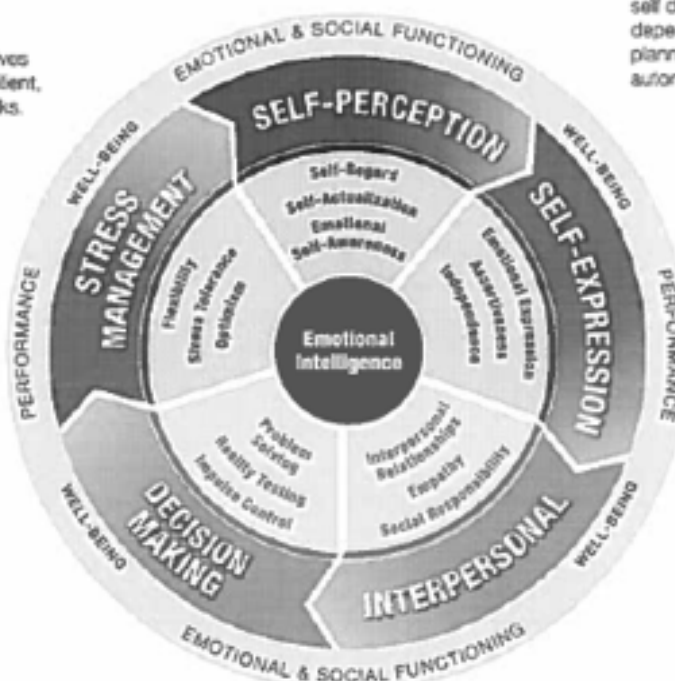 EMOTIONAL & SOCIAL FUNCTIONING
WELL-BEING
PERFORMANCE
WELL-BEING
EMOTIONAL & SOCIAL FUNCTIONING
WELL-BEING
PERFORMANCE
WELL-BEING
SELF-PERCEPTION
Self-Regard
Self-Actualization
Emotional
Self-Awareness
SELF-EXPRESSION
Emotional Expression
Assertiveness
Independence
INTERPERSONAL
Interpersonal
Relationships
Empathy
Social Responsibility
DECISION
MAKING
Problem
Solving
Reality Testing
Impulse Control
STRESS
MANAGEMENT
Flexibility
Stress Tolerance
Optimism
Emotional
Intelligence